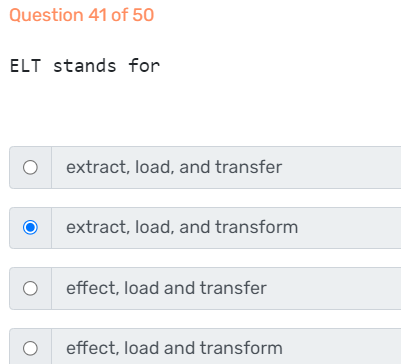 Question 41 of 50
ELT stands for
extract, load, and transfer
extract, load, and transform
effect, load and transfer
effect, load and transform